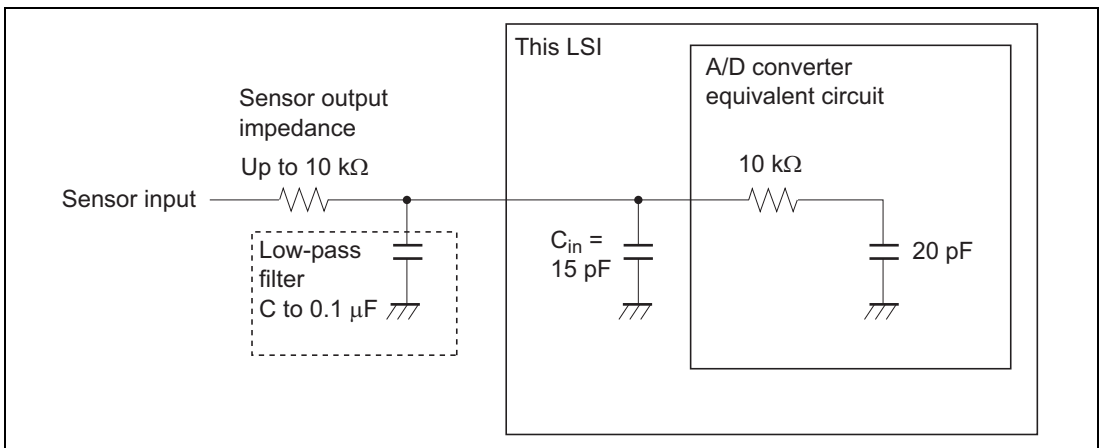 This LSI
A/D converter
equivalent circuit
Sensor output
impedance
Up to 10 kΩ
10 kΩ
Sensor input
Low-pass
filter
C to 0.1 μF
Cin =
15 pF
20 pF